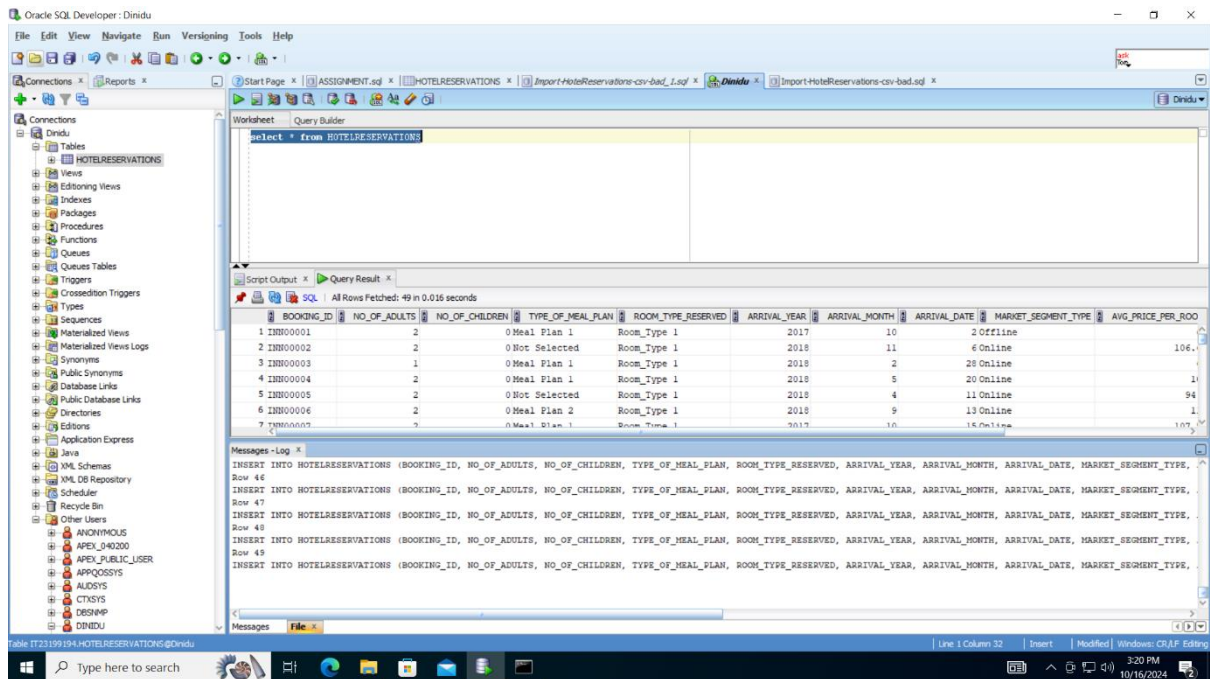 Oracle SQL Developer : Dinidu
File Edit View Navigate Run Versigning Tools Help
Connections Reports
Start Page ASSIGNMENT.sql HOTELRESERVATIONS Import-HotelReservations-csv-bad_1.sql Dinidu Import-HotelReservations-csv-bad.sql
Dinidu
Worksheet Query Builder
select * from HOTELRESERVATIONS
Connections
Dinidu
Tables
HOTELRESERVATIONS
Views
Editioning Views
Indexes
Packages
Procedures
Functions
Queues
Queues Tables
Triggers
Crossedition Triggers
Types
Sequences
Materialized Views
Materialized Views Logs
Synonyms
Public Synonyms
Database Links
Public Database Links
Directories
Editions
Application Express
Java
XML Schemas
XML DB Repository
Scheduler
Recycle Bin
Other Users
ANONYMOUS
APEX_040200
APEX_PUBLIC_USER
APPQOSSYS
AUDSYS
CTXSYS
DBSNMP
DINIDU
Script Output Query Result
SQL | All Rows Fetched: 49 in 0.016 seconds
BOOKING_ID NO_OF_ADULTS NO_OF_CHILDREN TYPE_OF_MEAL_PLAN ROOM_TYPE_RESERVED ARRIVAL_YEAR ARRIVAL_MONTH ARRIVAL_DATE MARKET_SEGMENT_TYPE AVG_PRICE_PER_ROO
1 INN00001 2 0 Meal Plan 1 Room_Type 1 2017 10 2 Offline
2 INN00002 2 0 Not Selected Room_Type 1 2018 11 6 Online 106.
3 INN00003 1 0 Meal Plan 1 Room_Type 1 2018 2 28 Online
4 INN00004 2 0 Meal Plan 1 Room_Type 1 2018 5 20 Online
5 INN00005 2 0 Not Selected Room_Type 1 2018 4 11 Online 94
6 INN00006 2 0 Meal Plan 2 Room_Type 1 2018 9 13 Online
7 INN00007 2 0 Meal Plan 1 Room_Type 1 2017 10 15 Online 107.
Messages - Log
INSERT INTO HOTELRESERVATIONS (BOOKING_ID, NO_OF_ADULTS, NO_OF_CHILDREN, TYPE_OF_MEAL_PLAN, ROOM_TYPE_RESERVED, ARRIVAL_YEAR, ARRIVAL_MONTH, ARRIVAL_DATE, MARKET_SEGMENT_TYPE,
Row 46
INSERT INTO HOTELRESERVATIONS (BOOKING_ID, NO_OF_ADULTS, NO_OF_CHILDREN, TYPE_OF_MEAL_PLAN, ROOM_TYPE_RESERVED, ARRIVAL_YEAR, ARRIVAL_MONTH, ARRIVAL_DATE, MARKET_SEGMENT_TYPE,
Row 47
INSERT INTO HOTELRESERVATIONS (BOOKING_ID, NO_OF_ADULTS, NO_OF_CHILDREN, TYPE_OF_MEAL_PLAN, ROOM_TYPE_RESERVED, ARRIVAL_YEAR, ARRIVAL_MONTH, ARRIVAL_DATE, MARKET_SEGMENT_TYPE,
Row 48
INSERT INTO HOTELRESERVATIONS (BOOKING_ID, NO_OF_ADULTS, NO_OF_CHILDREN, TYPE_OF_MEAL_PLAN, ROOM_TYPE_RESERVED, ARRIVAL_YEAR, ARRIVAL_MONTH, ARRIVAL_DATE, MARKET_SEGMENT_TYPE,
Row 49
INSERT INTO HOTELRESERVATIONS (BOOKING_ID, NO_OF_ADULTS, NO_OF_CHILDREN, TYPE_OF_MEAL_PLAN, ROOM_TYPE_RESERVED, ARRIVAL_YEAR, ARRIVAL_MONTH, ARRIVAL_DATE, MARKET_SEGMENT_TYPE,
Messages File
Table IT23199194.HOTELRESERVATIONS@Dinidu | Line 1 Column 32 | Insert | Modified | Windows: CR/LF Editing
Type here to search
3:20 PM
10/16/2024